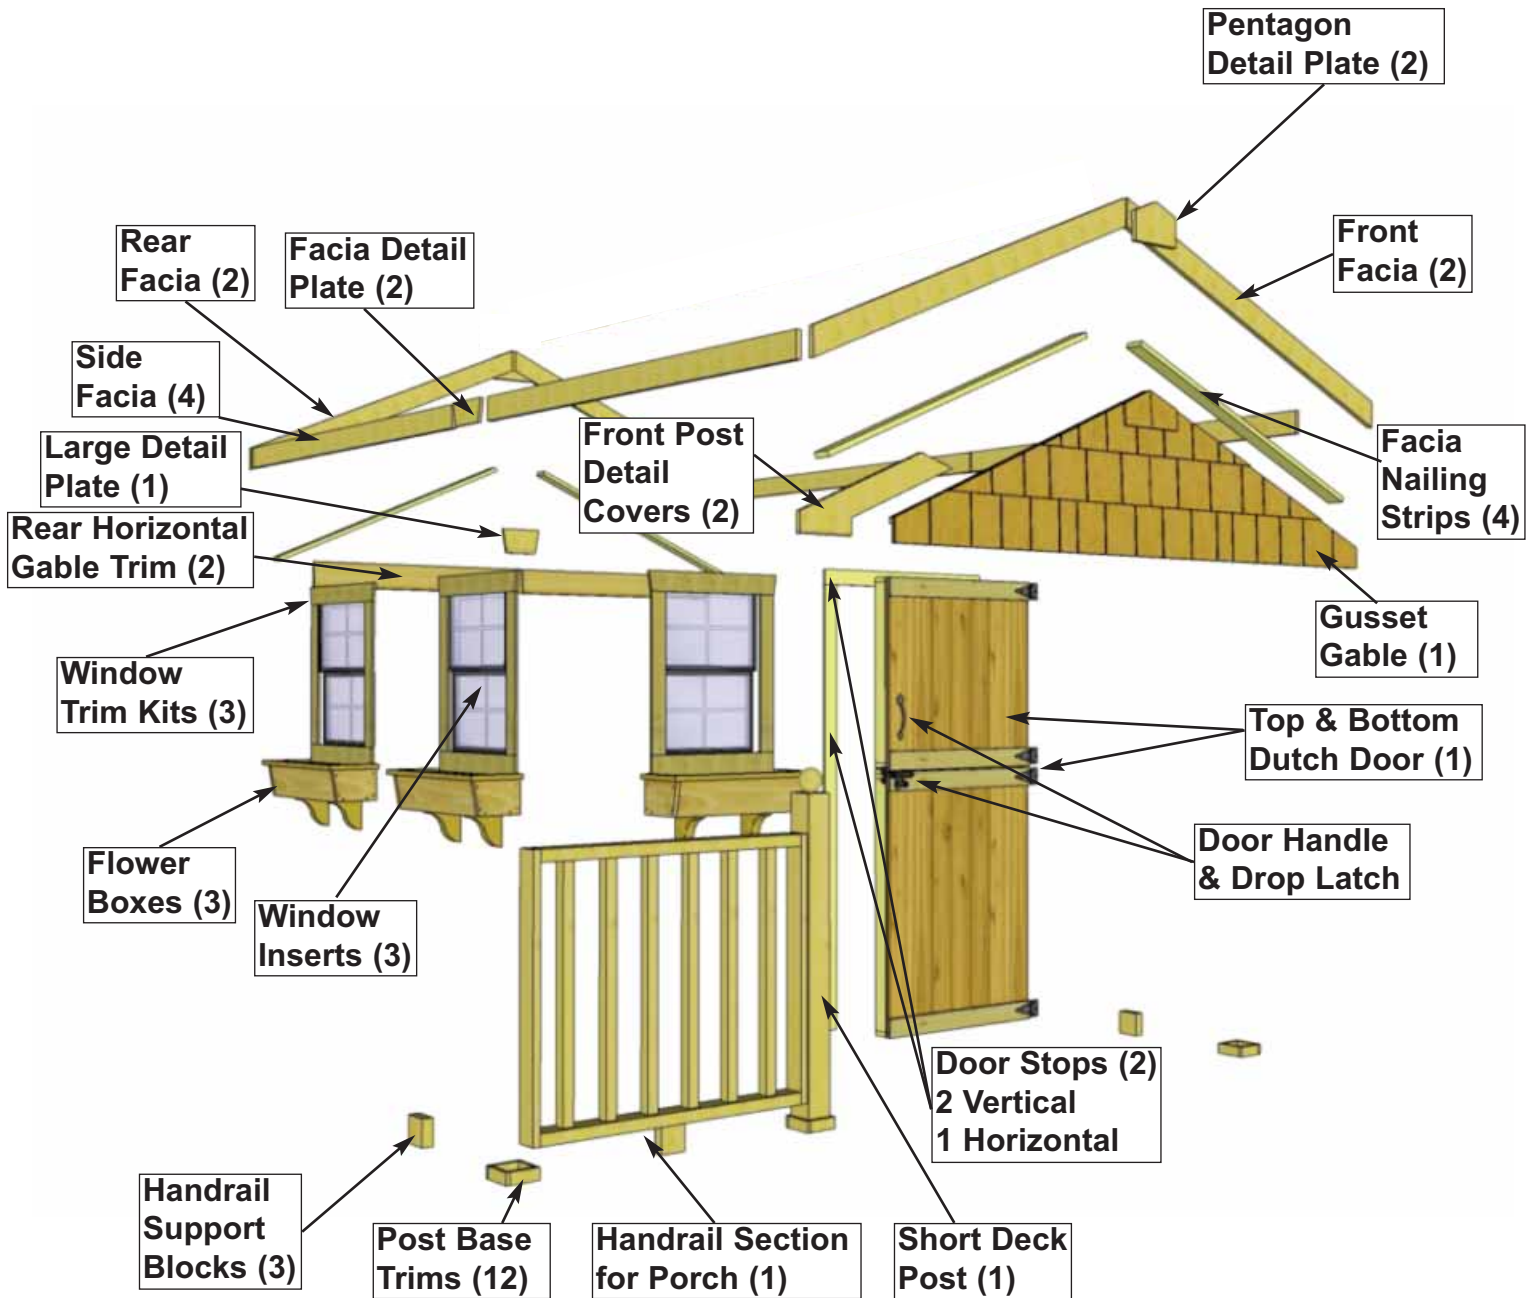 Pentagon
Detail Plate (2)
Rear
Facia (2)
Facia Detail
Plate (2)
Front
Facia (2)
Side
Facia (4)
Large Detail
Plate (1)
Front Post
Detail
Covers (2)
Facia
Nailing
Strips (4)
Rear Horizontal
Gable Trim (2)
Gusset
Gable (1)
Window
Trim Kits (3)
Top & Bottom
Dutch Door (1)
Door Handle
& Drop Latch
Flower
Boxes (3)
Window
Inserts (3)
Door Stops (2)
2 Vertical
1 Horizontal
Handrail
Support
Blocks (3)
Post Base
Trims (12)
Handrail Section
for Porch (1)
Short Deck
Post (1)